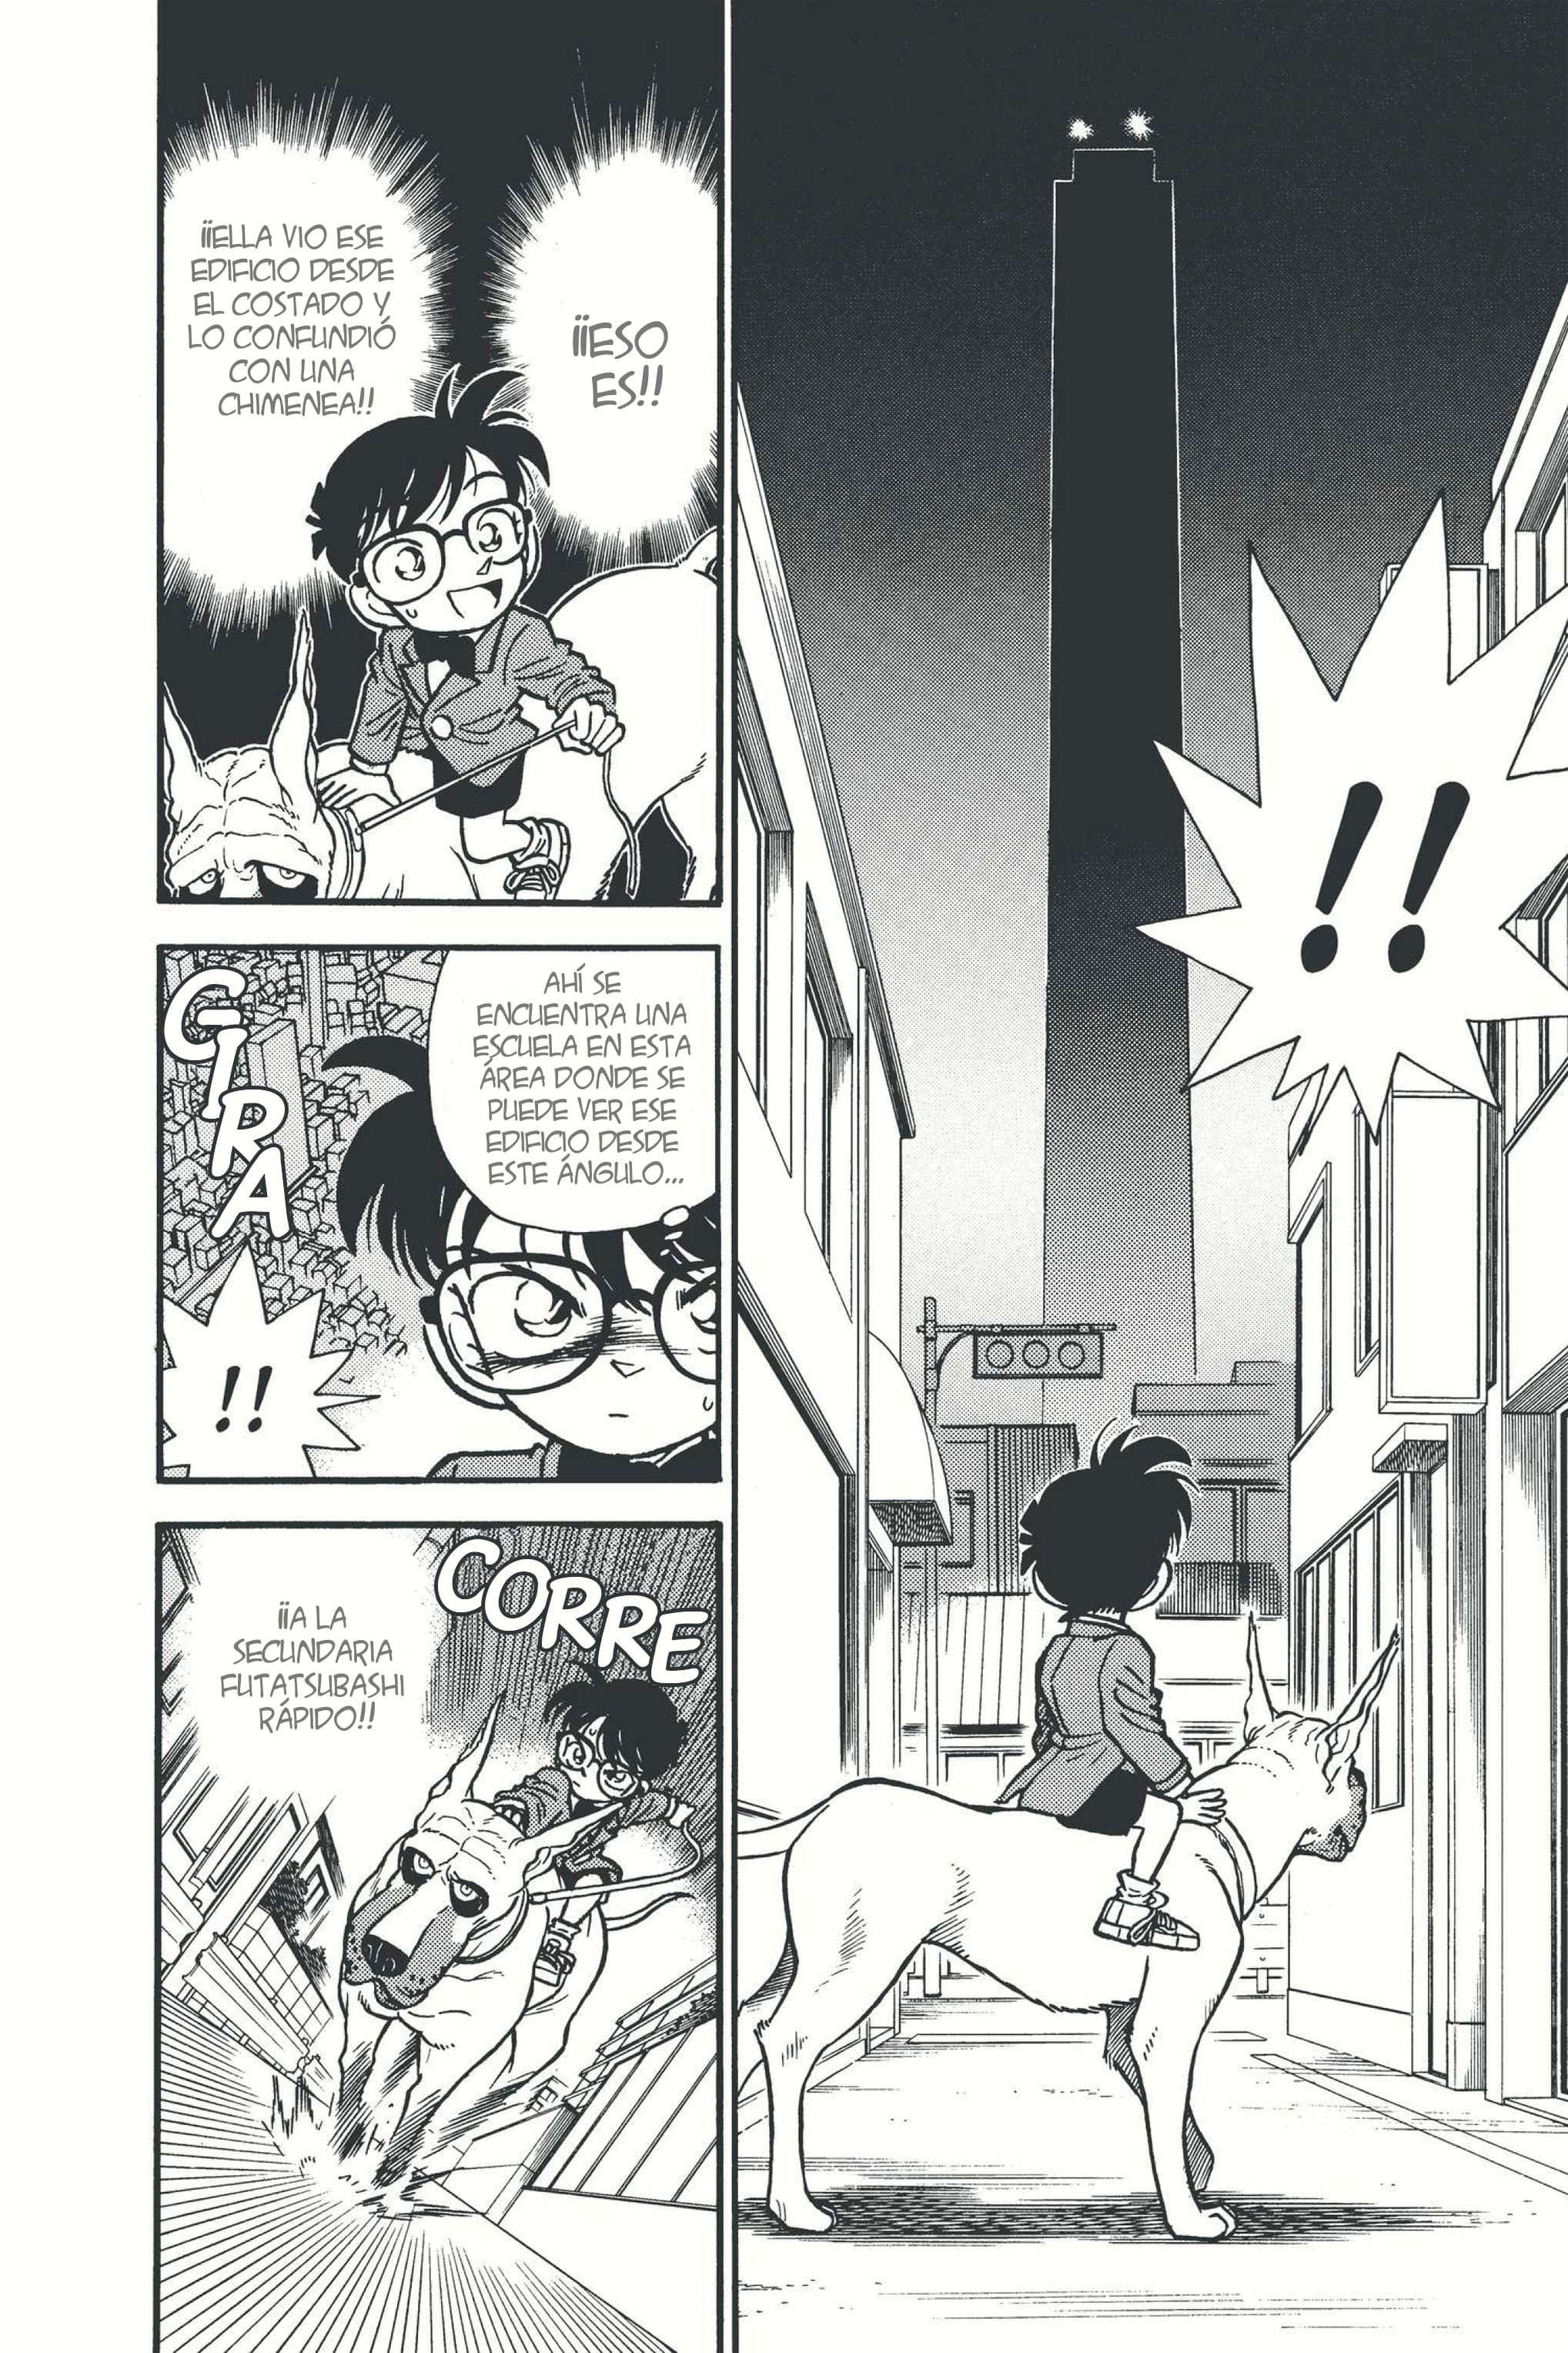 !!
¡¡ESO
ES!!
¡¡ELLA VIO ESE
EDIFICIO DESDE
EL COSTADO Y
LO CONFUNDIÓ
CON UNA
CHIMENEA!!
AHÍ SE
ENCUENTRA UNA
ESCUELA EN ESTA
ÁREA DONDE SE
PUEDE VER ESE
EDIFICIO DESDE
ESTE ÁNGULO...
GIRA
!!
CORRE
¡¡A LA
SECUNDARIA
FUTATSUBASHI
RÁPIDO!!